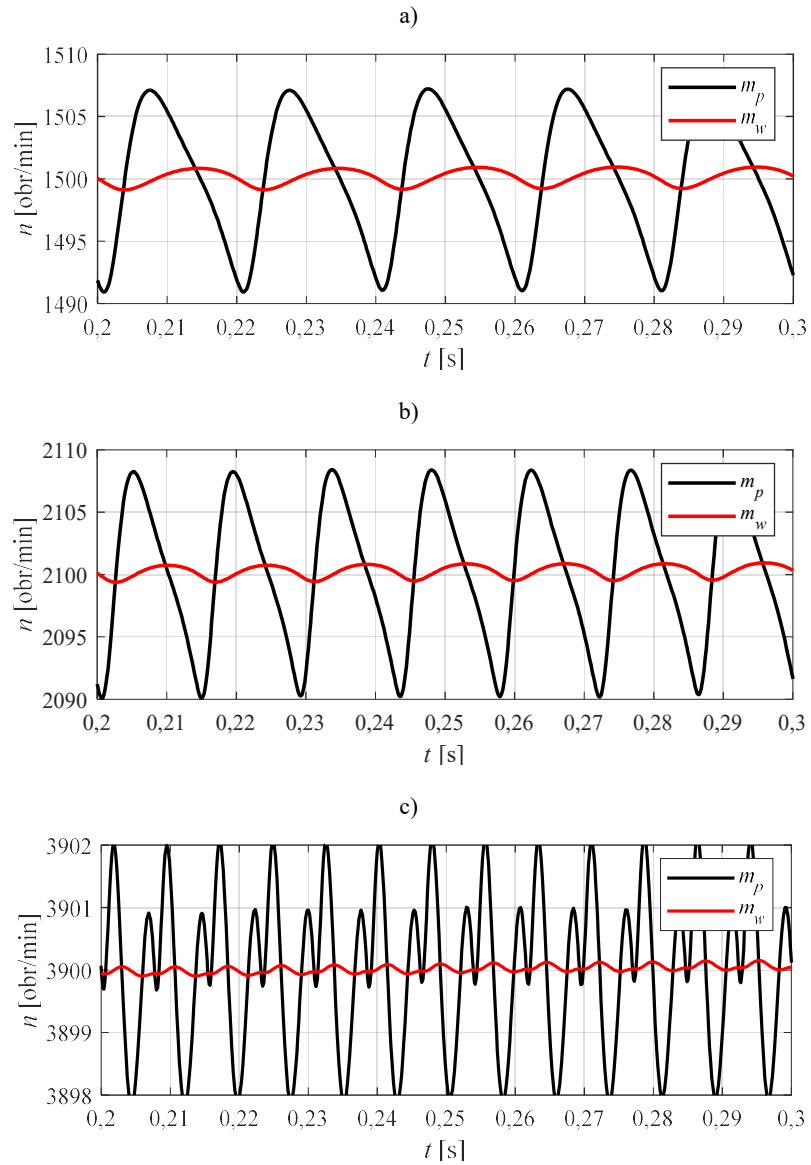 a)
1510
1505
1500
1495
1490
n [obr/min]
m_p
m_w
0,2 0,21 0,22 0,23 0,24 0,25 0,26 0,27 0,28 0,29 0,3
t [s]
b)
2110
2105
2100
2095
2090
n [obr/min]
m_p
m_w
0,2 0,21 0,22 0,23 0,24 0,25 0,26 0,27 0,28 0,29 0,3
t [s]
c)
3902
3901
3900
3899
3898
n [obr/min]
m_p
m_w
0,2 0,21 0,22 0,23 0,24 0,25 0,26 0,27 0,28 0,29 0,3
t [s]